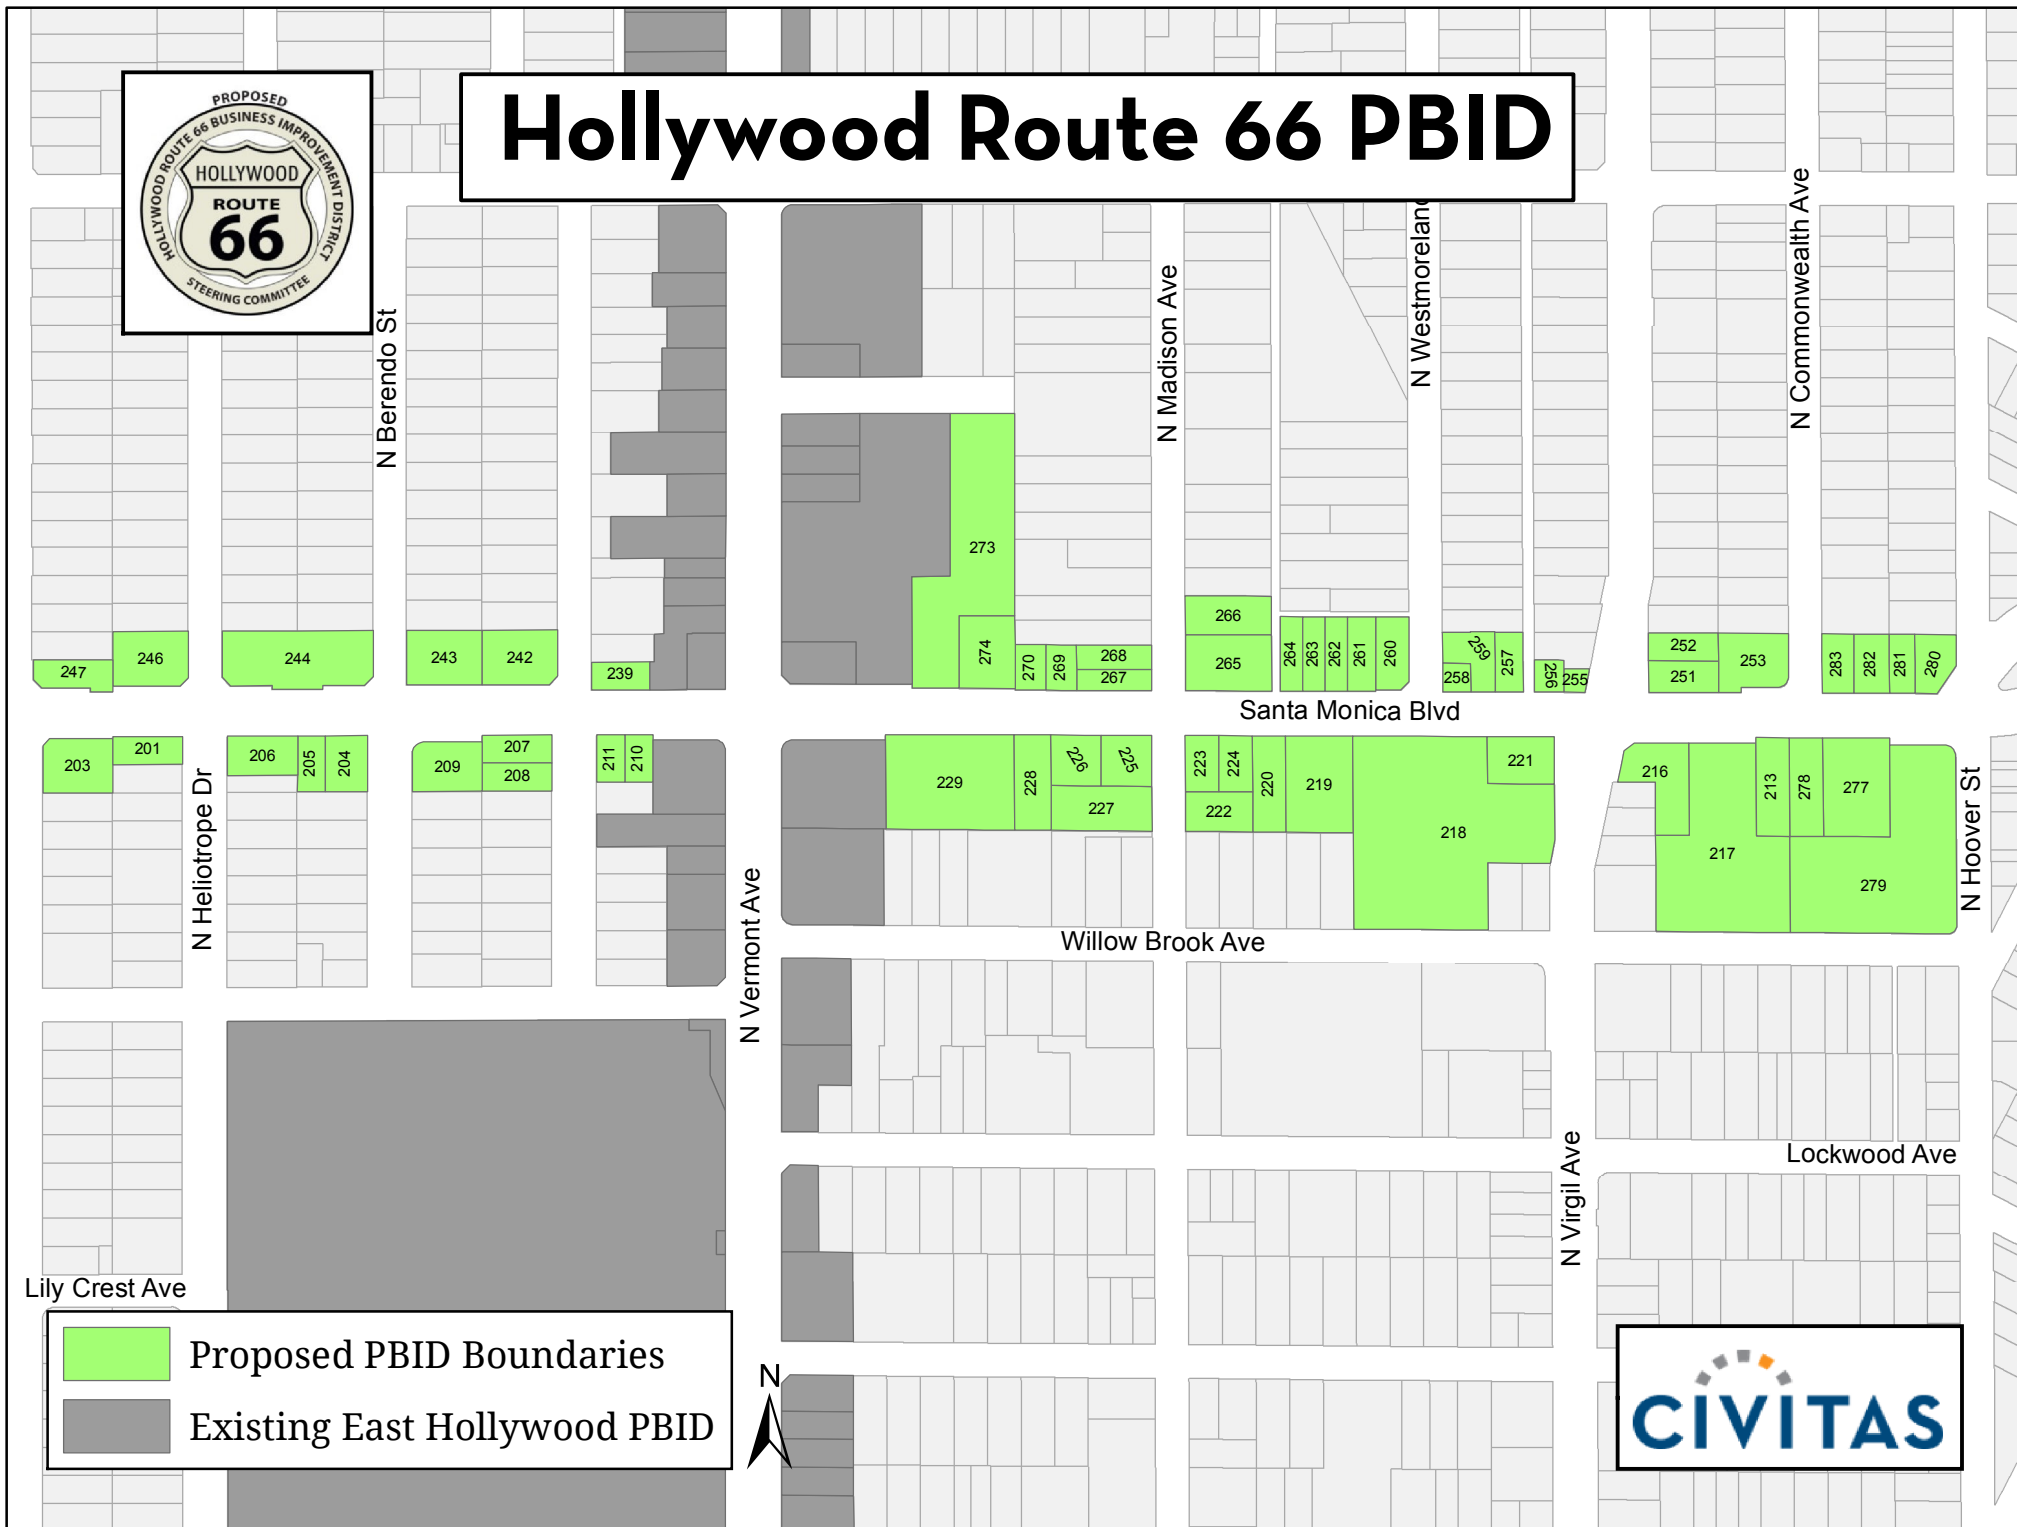 PROPOSED
HOLLYWOOD ROUTE 66 BUSINESS IMPROVEMENT DISTRICT
HOLLYWOOD
ROUTE
66
STEERING COMMITTEE
Hollywood Route 66 PBID
N Berendo St
N Madison Ave
N Westmoreland
N Commonwealth Ave
273
247
246
244
243
242
239
274
270
269
268
267
266
265
264
263
262
261
260
259
258
257
256
255
252
251
253
283
282
281
280
Santa Monica Blvd
203
201
206
205
204
209
207
208
211
210
229
228
226
225
227
223
224
222
220
219
218
221
216
217
213
278
277
279
N Heliotrope Dr
N Vermont Ave
N Hoover St
Willow Brook Ave
N Virgil Ave
Lockwood Ave
Lily Crest Ave
Proposed PBID Boundaries
Existing East Hollywood PBID
N
CIVITAS